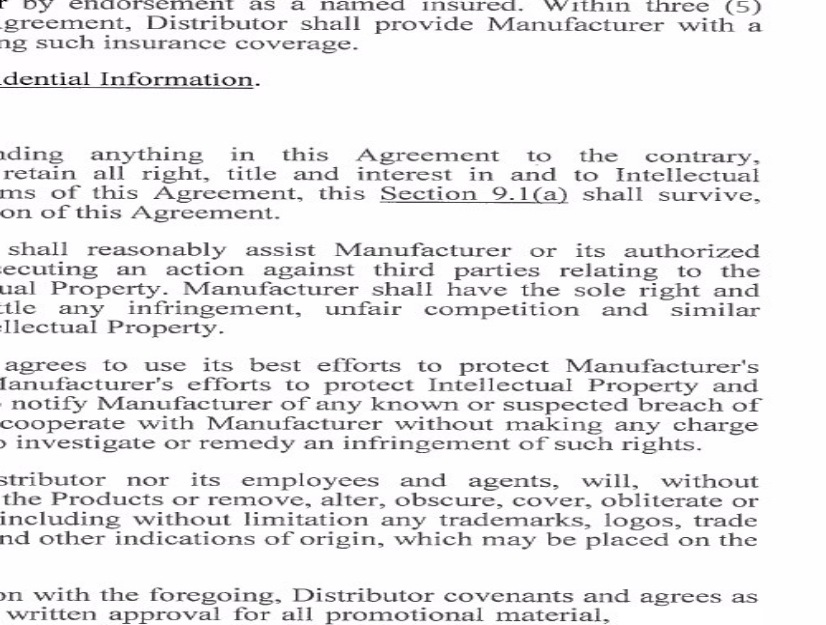 by endorsement as a named insured. Within three (5)
Agreement, Distributor shall provide Manufacturer with a
ng such insurance coverage.
dential Information.
nding anything in this Agreement to the contrary,
retain all right, title and interest in and to Intellectual
ms of this Agreement, this Section 9.1(a) shall survive,
on of this Agreement.
shall reasonably assist Manufacturer or its authorized
ecuting an action against third parties relating to the
ual Property. Manufacturer shall have the sole right and
ttle any infringement, unfair competition and similar
ellectual Property.
agrees to use its best efforts to protect Manufacturer's
Manufacturer's efforts to protect Intellectual Property and
notify Manufacturer of any known or suspected breach of
cooperate with Manufacturer without making any charge
o investigate or remedy an infringement of such rights.
stributor nor its employees and agents, will, without
the Products or remove, alter, obscure, cover, obliterate or
including without limitation any trademarks, logos, trade
nd other indications of origin, which may be placed on the
on with the foregoing, Distributor covenants and agrees as
written approval for all promotional material,